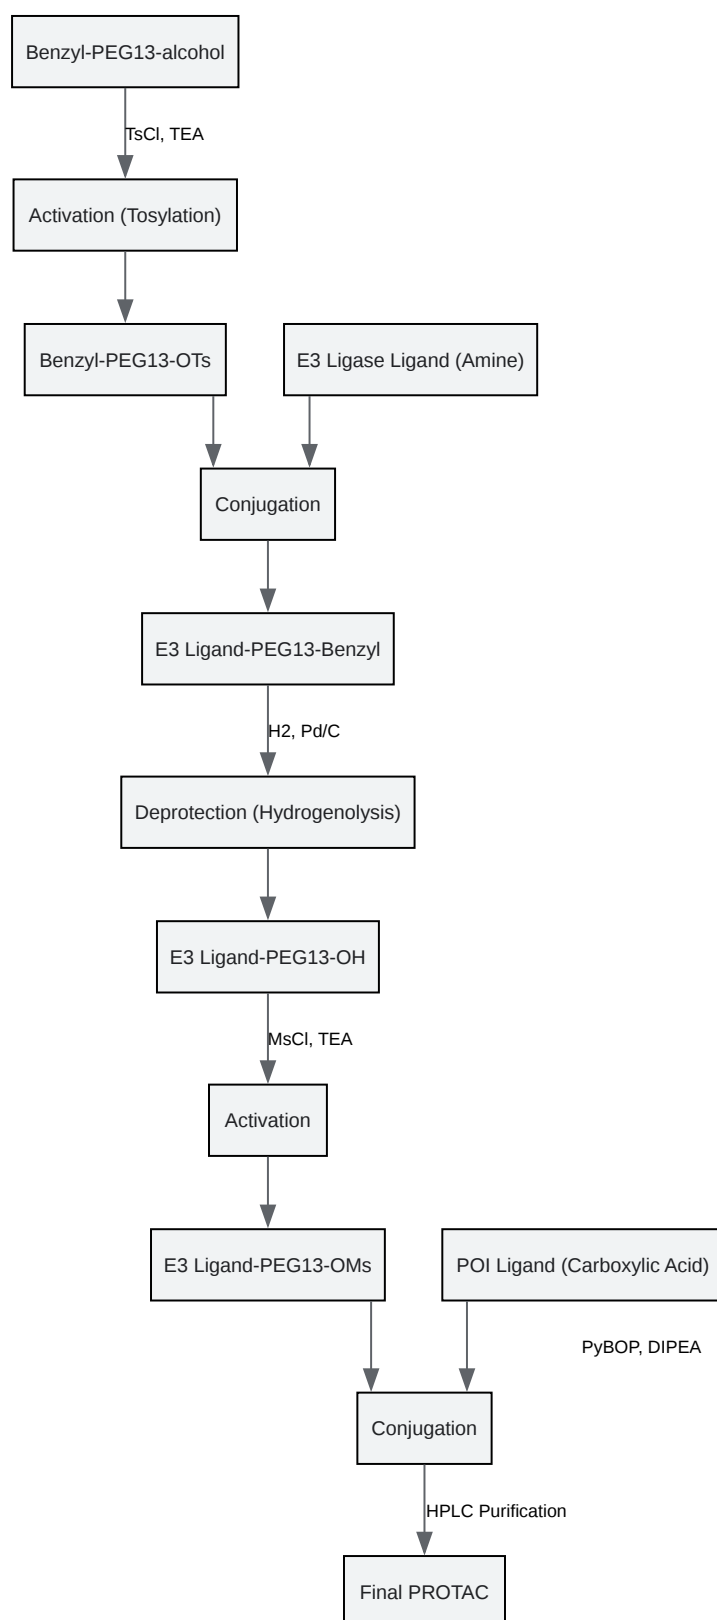 Benzyl-PEG13-alcohol
TsCl, TEA
Activation (Tosylation)
Benzyl-PEG13-OTs
E3 Ligase Ligand (Amine)
Conjugation
E3 Ligand-PEG13-Benzyl
H2, Pd/C
Deprotection (Hydrogenolysis)
E3 Ligand-PEG13-OH
MsCl, TEA
Activation
E3 Ligand-PEG13-OMs
POI Ligand (Carboxylic Acid)
PyBOP, DIPEA
Conjugation
HPLC Purification
Final PROTAC